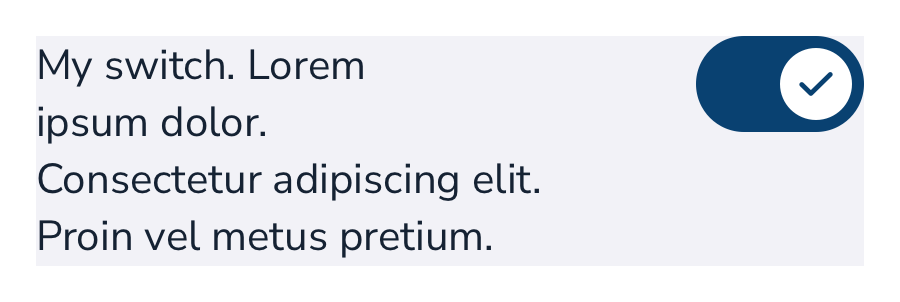 My switch. Lorem
ipsum dolor.
Consectetur adipiscing elit.
Proin vel metus pretium.